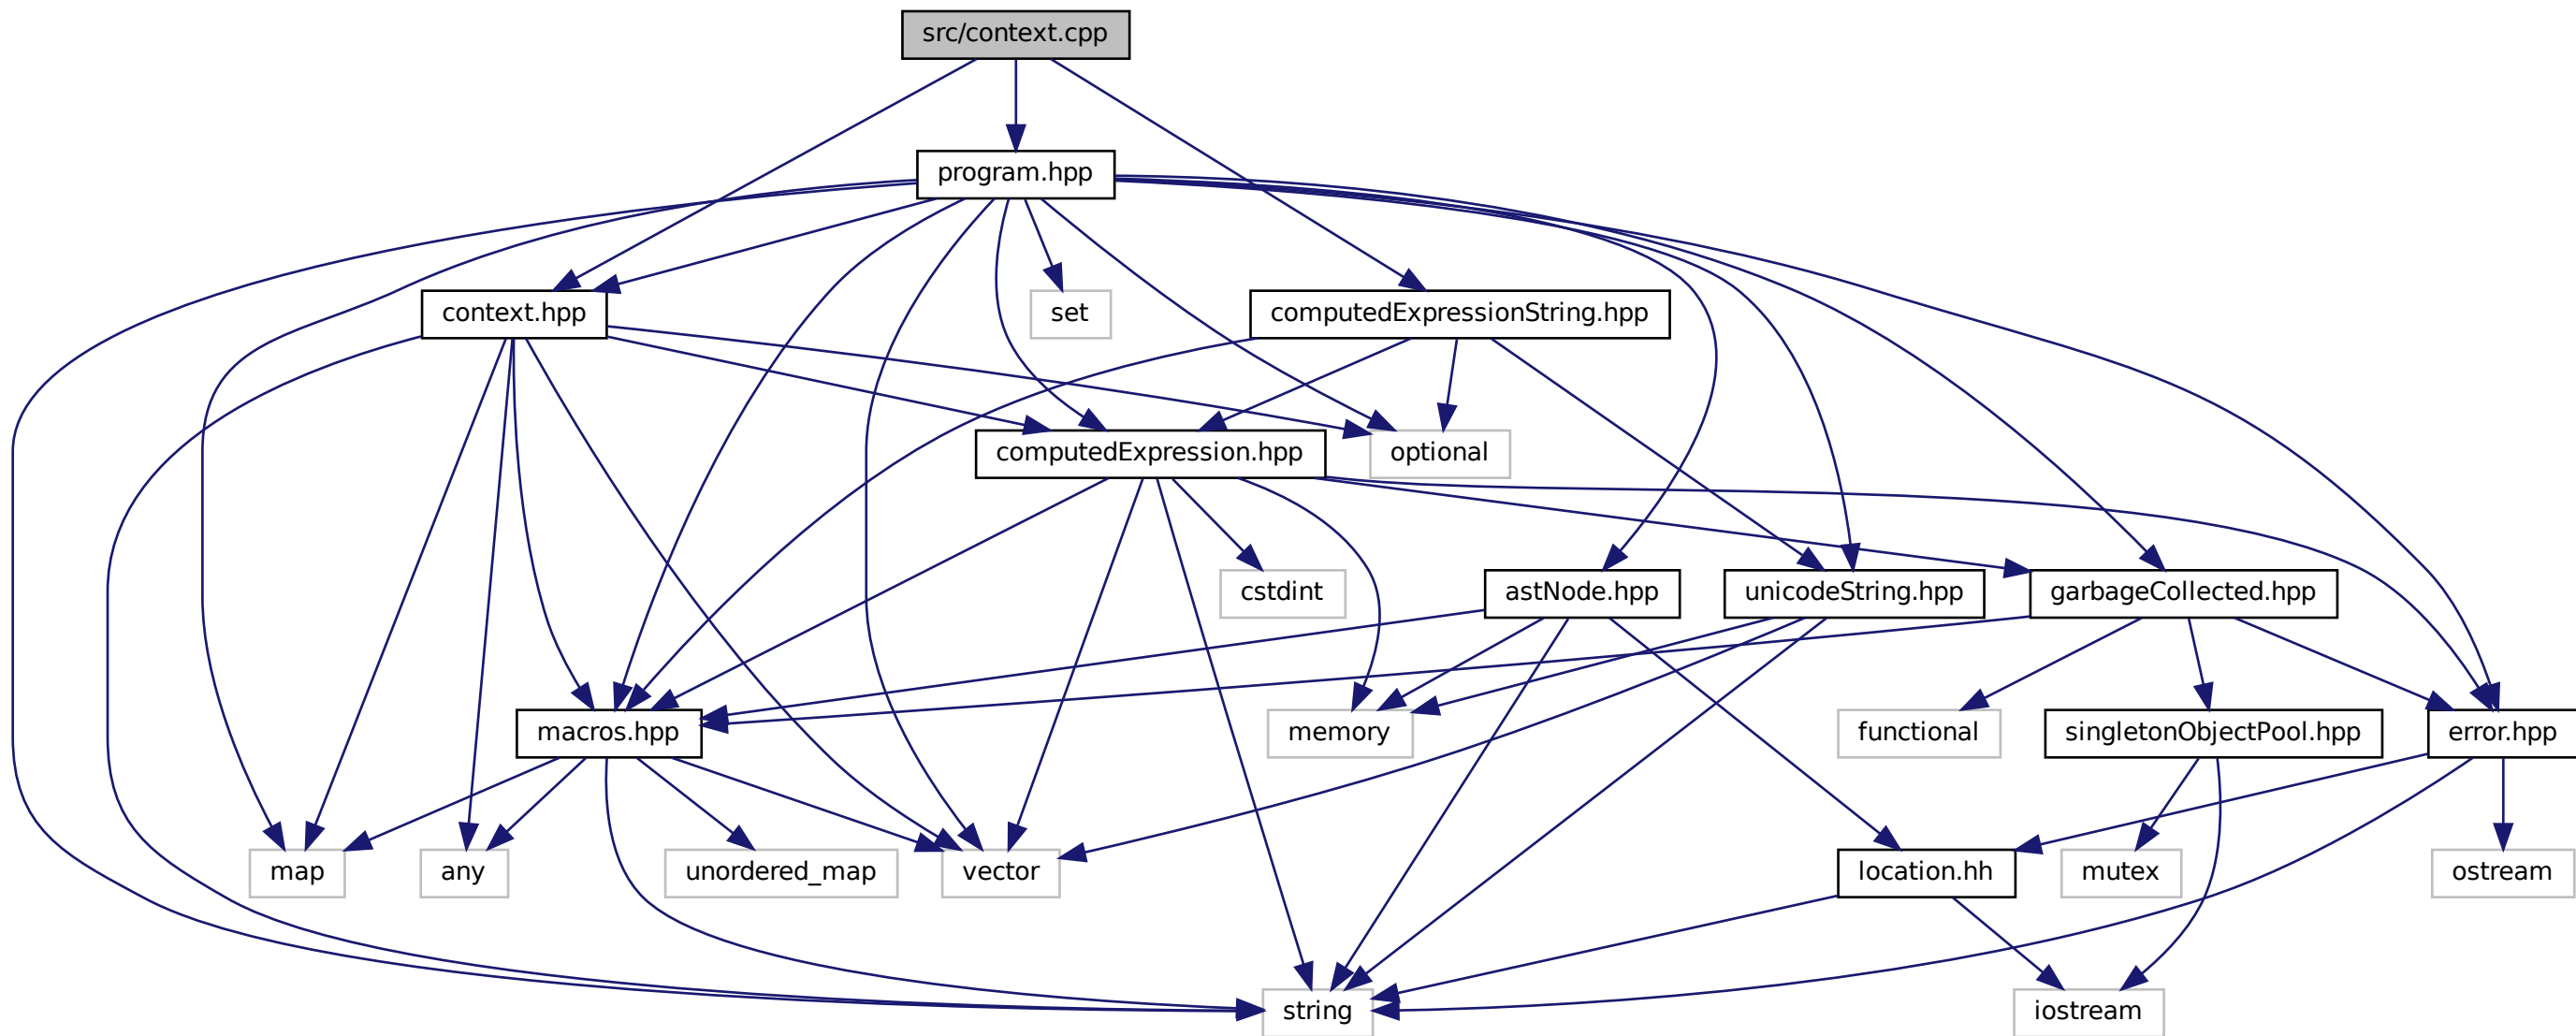 src/context.cpp
program.hpp
context.hpp
set
computedExpressionString.hpp
computedExpression.hpp
optional
cstdint
astNode.hpp
unicodeString.hpp
garbageCollected.hpp
macros.hpp
memory
functional
singletonObjectPool.hpp
error.hpp
map
any
unordered_map
vector
location.hh
mutex
ostream
string
iostream